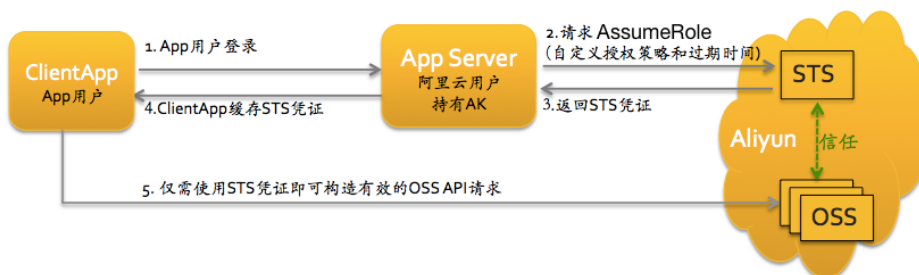 ClientApp
App用户
1. App用户登录
4.ClientApp缓存STS凭证
App Server
阿里云用户
持有AK
2.请求 AssumeRole
（自定义授权策略和过期时间）
3.返回STS凭证
STS
Aliyun
信任
OSS
5. 仅需使用STS凭证即可构造有效的OSS API请求